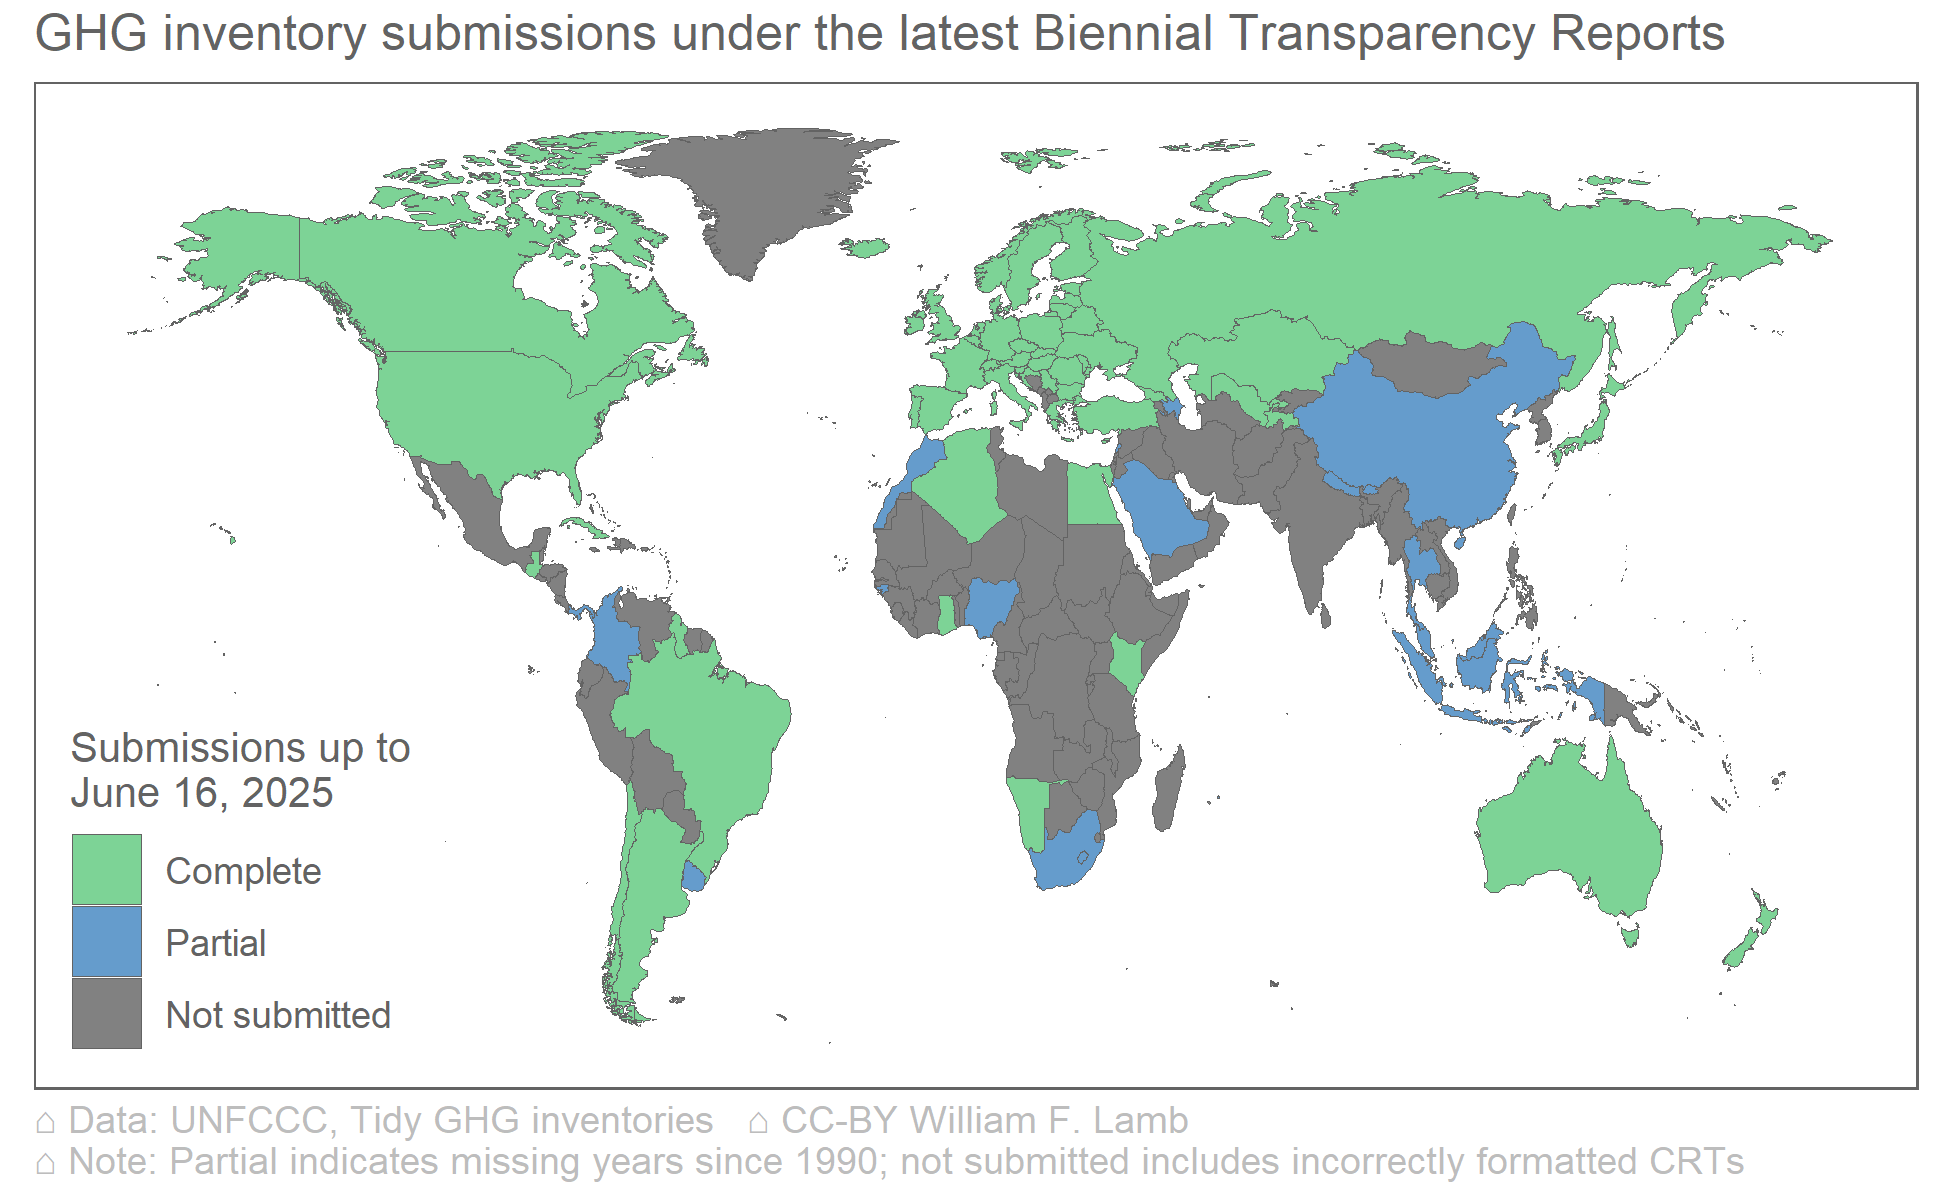 GHG inventory submissions under the latest Biennial Transparency Reports
Submissions up to
June 16, 2025
Complete
Partial
Not submitted
⌂ Data: UNFCCC, Tidy GHG inventories ⌂ CC-BY William F. Lamb
⌂ Note: Partial indicates missing years since 1990; not submitted includes incorrectly formatted CRTs